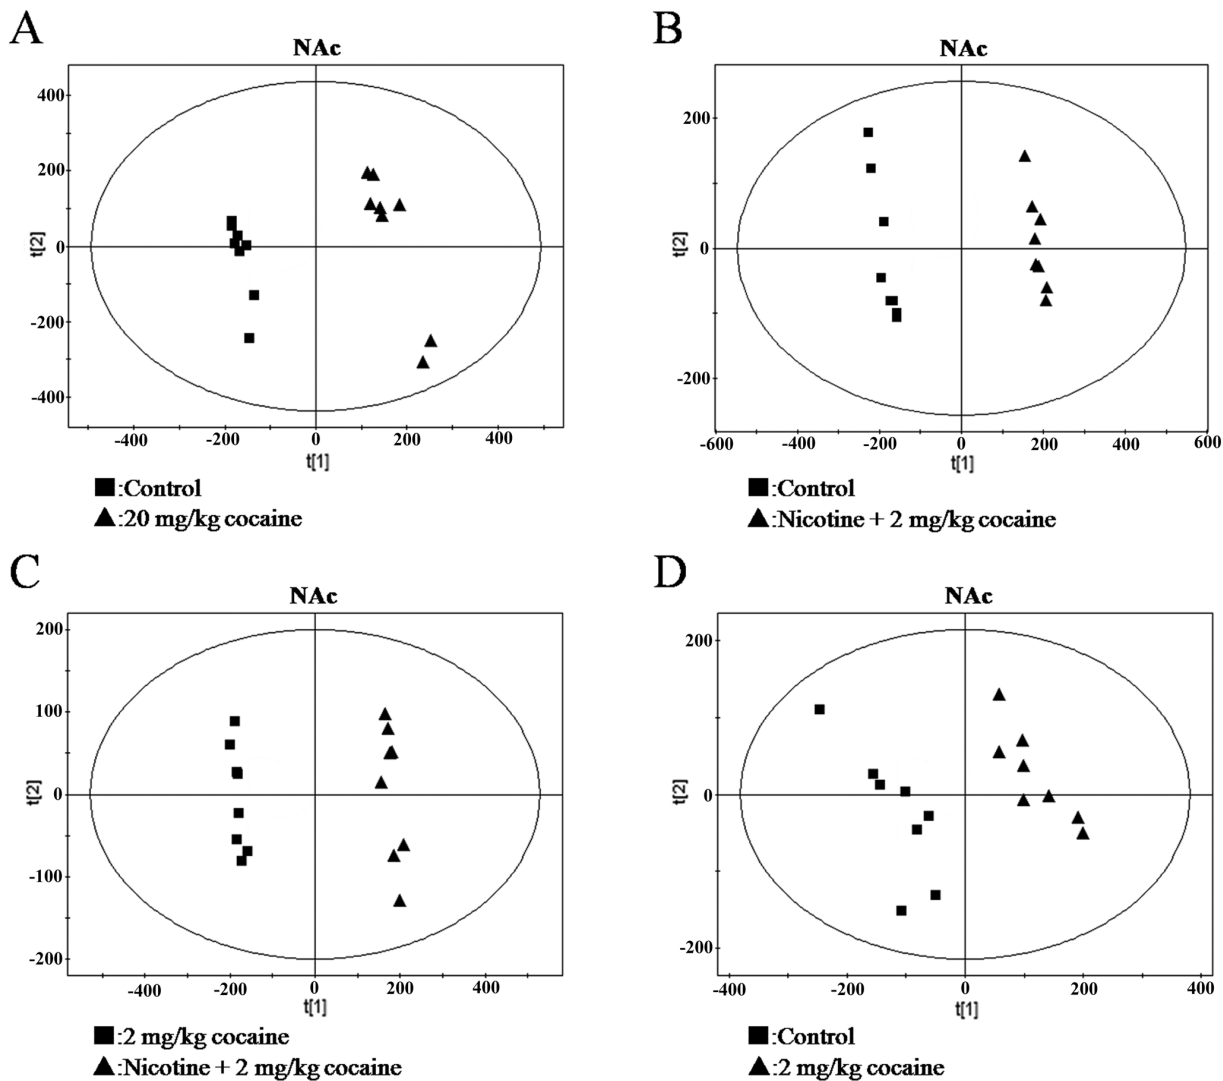 A
NAc
400
200
0
-200
-400
t[2]
-400
-200
0
200
400
t[1]
■:Control
▲:20 mg/kg cocaine
B
NAc
200
0
-200
t[2]
-600
-400
-200
0
200
400
600
t[1]
■:Control
▲:Nicotine + 2 mg/kg cocaine
C
NAc
200
100
0
-100
-200
t[2]
-400
-200
0
200
400
t[1]
■:2 mg/kg cocaine
▲:Nicotine + 2 mg/kg cocaine
D
NAc
200
0
-200
t[2]
-400
-200
0
200
400
t[1]
■:Control
▲:2 mg/kg cocaine